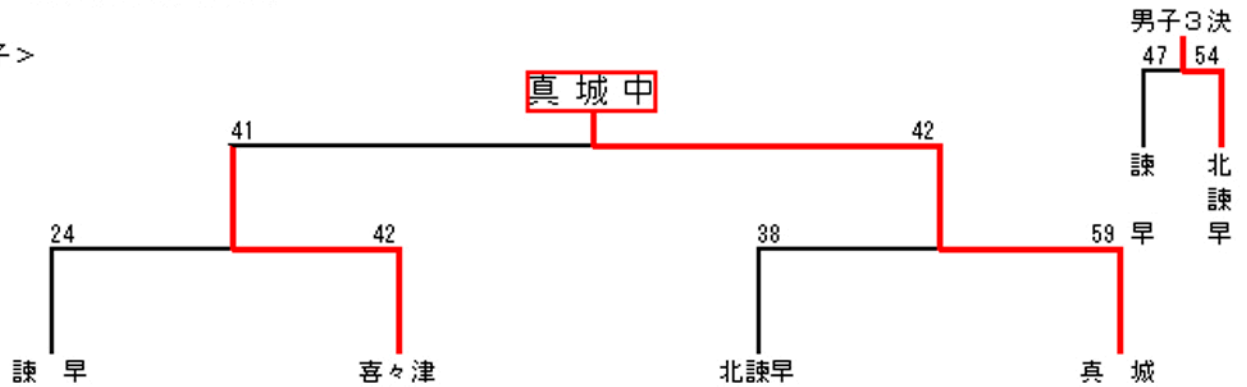 男子３決
子＞
47 54
真城中
41 42
諫早 北諫早
24 42 38 59
諫早 喜々津 北諫早 真城